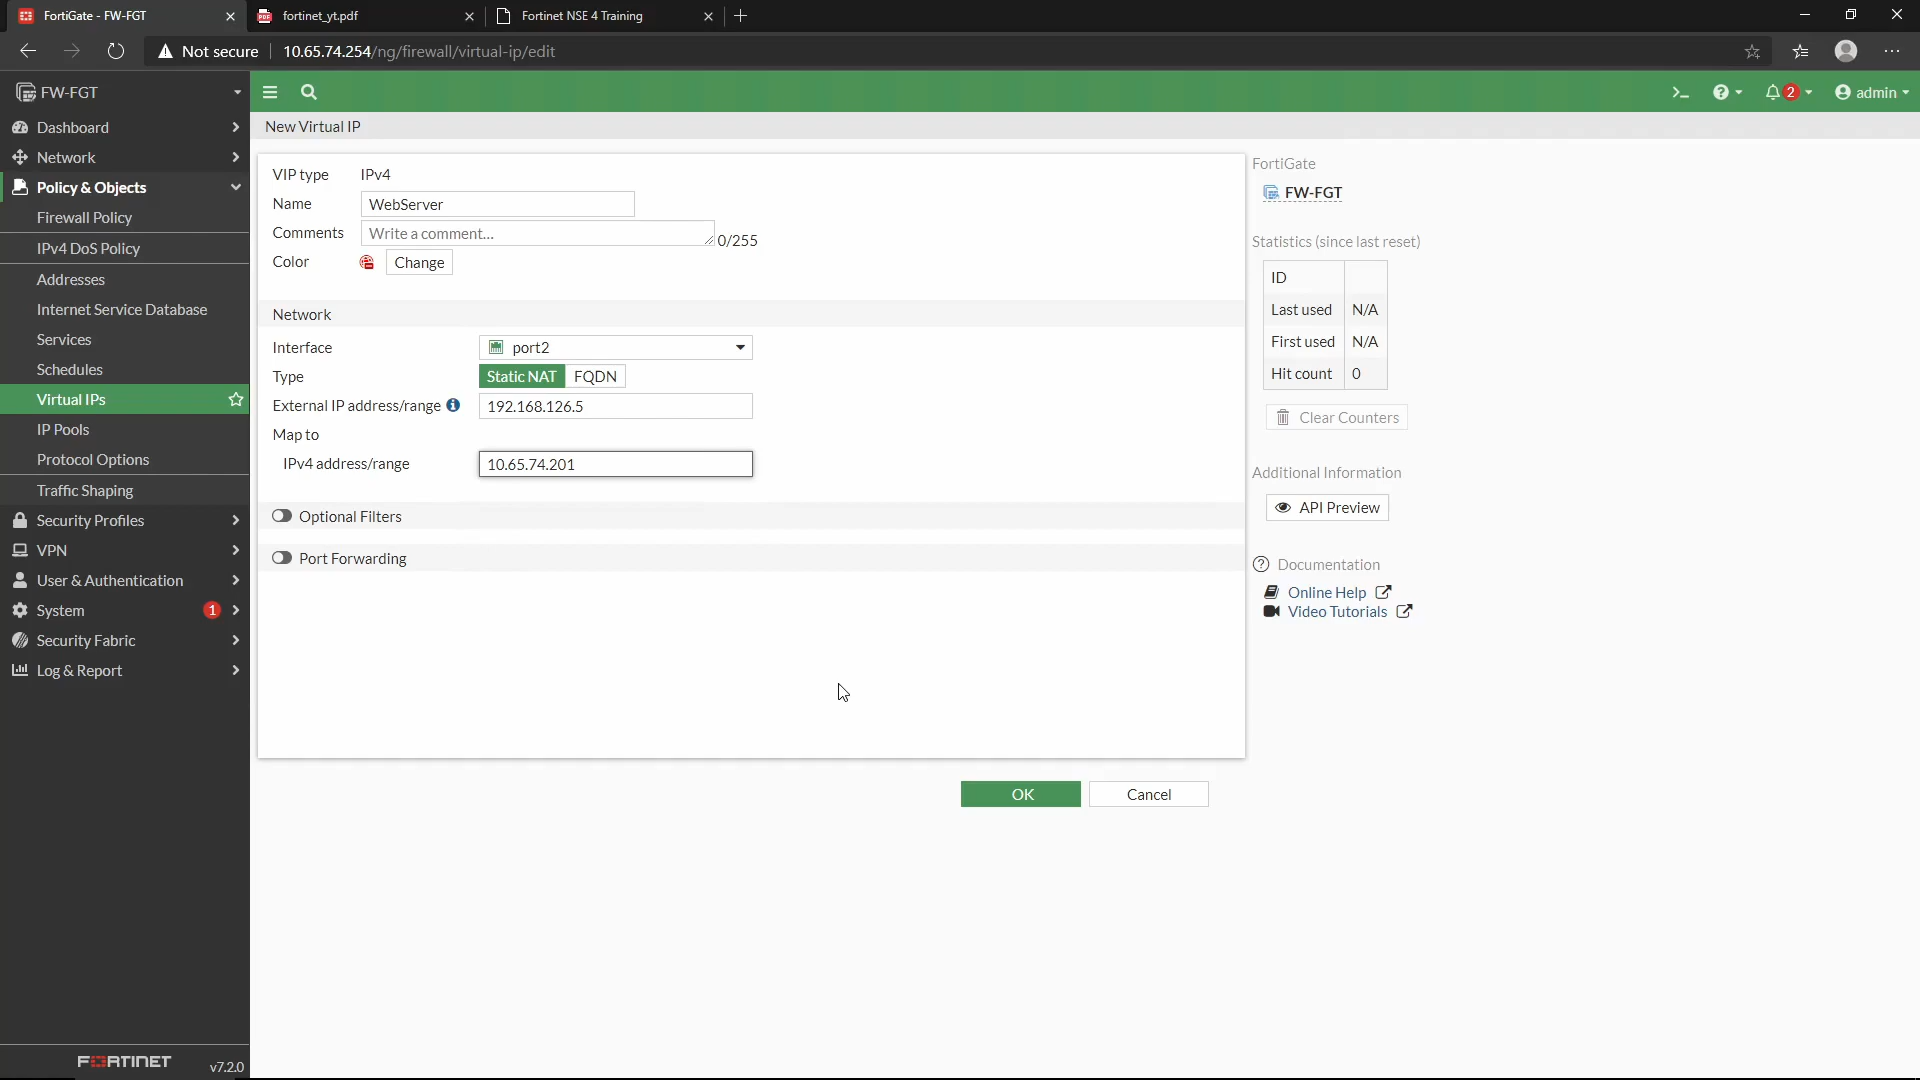 FortiGate - FW-FGT
fortinet_yt.pdf
Fortinet NSE 4 Training
Not secure
10.65.74.254/ng/firewall/virtual-ip/edit
FW-FGT
2
admin
Dashboard
Network
Policy & Objects
Firewall Policy
IPv4 DoS Policy
Addresses
Internet Service Database
Services
Schedules
Virtual IPs
IP Pools
Protocol Options
Traffic Shaping
Security Profiles
VPN
User & Authentication
System 1
Security Fabric
Log & Report
FORTINET v7.2.0
New Virtual IP
VIP type IPv4
Name WebServer
Comments Write a comment... 0/255
Color Change
Network
Interface port2
Type Static NAT FQDN
External IP address/range 192.168.126.5
Map to
IPv4 address/range 10.65.74.201
Optional Filters
Port Forwarding
OK Cancel
FortiGate
FW-FGT
Statistics (since last reset)
ID
Last used N/A
First used N/A
Hit count 0
Clear Counters
Additional Information
API Preview
Documentation
Online Help
Video Tutorials